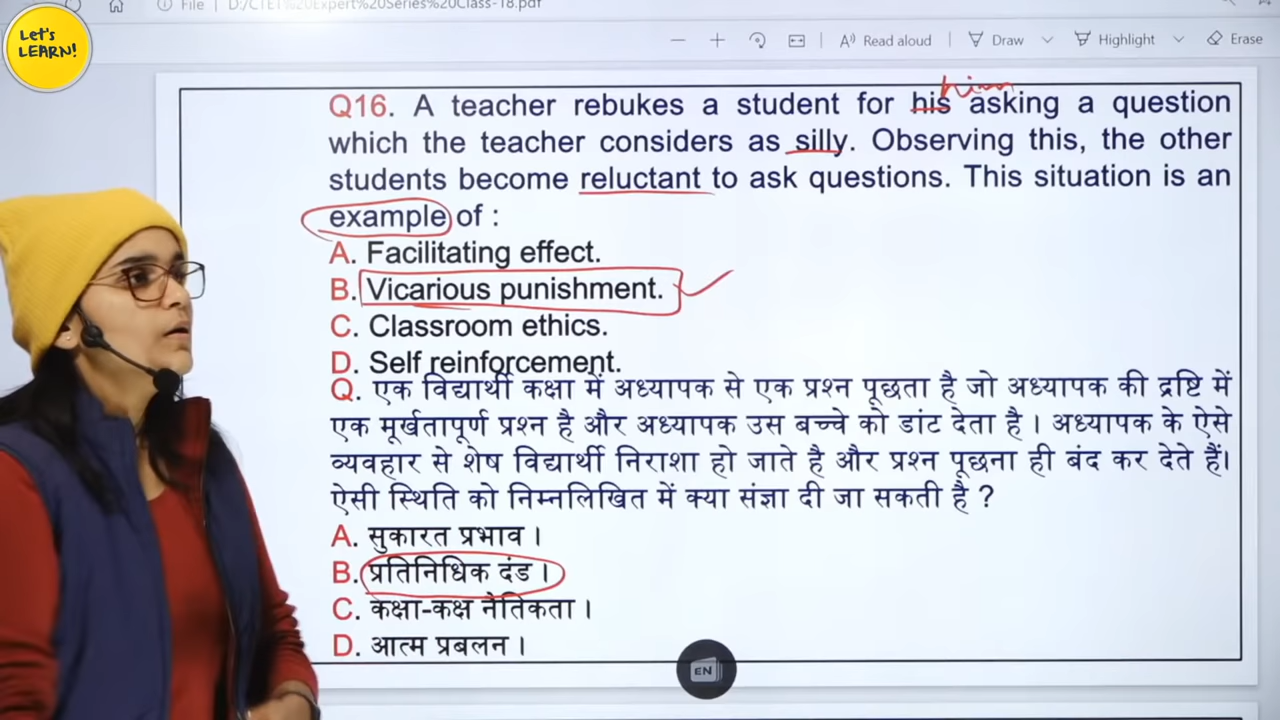 Let's
LEARN!
File
D:/CTET%20Expert%20Series%20Class-18.pdf
Read aloud
Draw
Highlight
Erase
him
Q16. A teacher rebukes a student for his asking a question
which the teacher considers as silly. Observing this, the other
students become reluctant to ask questions. This situation is an
example of :
A. Facilitating effect.
B. Vicarious punishment.
C. Classroom ethics.
D. Self reinforcement.
Q. एक विद्यार्थी कक्षा में अध्यापक से एक प्रश्न पूछता है जो अध्यापक की द्रष्टि में
एक मूर्खतापूर्ण प्रश्न है और अध्यापक उस बच्चे को डांट देता है । अध्यापक के ऐसे
व्यवहार से शेष विद्यार्थी निराशा हो जाते है और प्रश्न पूछना ही बंद कर देते हैं।
ऐसी स्थिति को निम्नलिखित में क्या संज्ञा दी जा सकती है ?
A. सुकारत प्रभाव ।
B. प्रतिनिधिक दंड ।
C. कक्षा-कक्ष नैतिकता ।
D. आत्म प्रबलन ।
EN